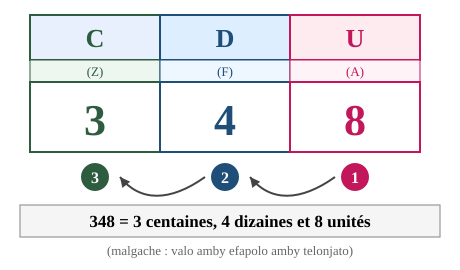 C D U
(Z) (F) (A)
3 4 8
3 2 1
348 = 3 centaines, 4 dizaines et 8 unités
(malgache : valo amby efapolo amby telonjato)